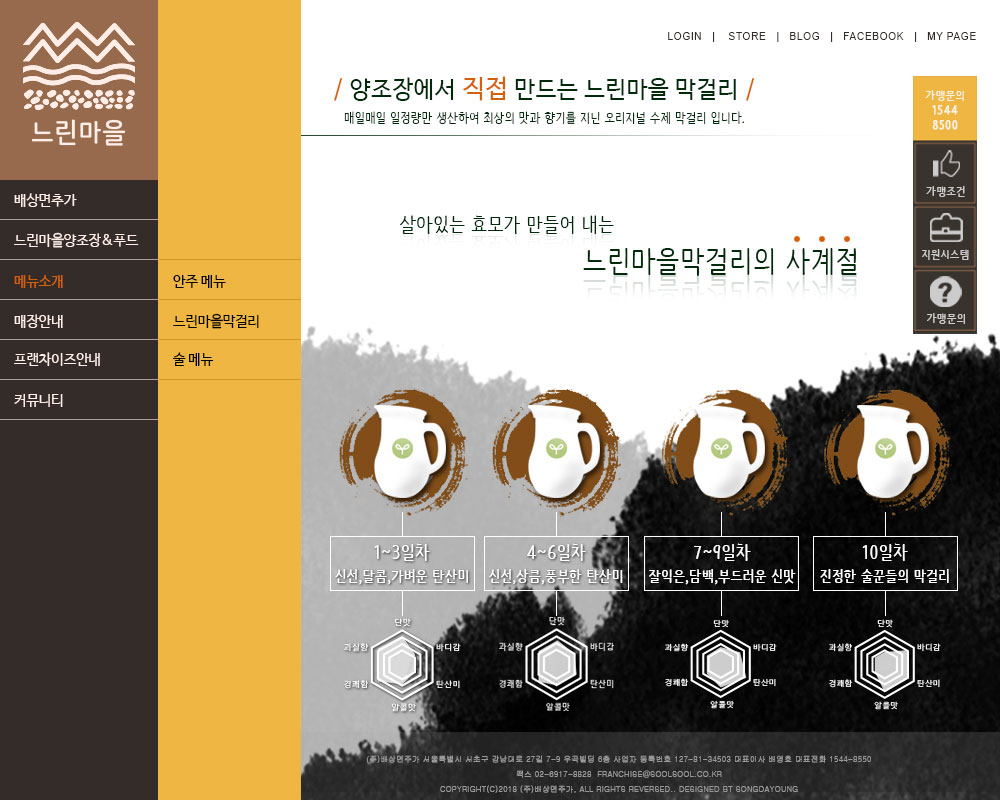 LOGIN | STORE | BLOG | FACEBOOK | MY PAGE
느린마을
배상면추가
느린마을양조장&푸드
메뉴소개
매장안내
프랜차이즈안내
커뮤니티
안주 메뉴
느린마을막걸리
술 메뉴
/ 양조장에서 직접 만드는 느린마을 막걸리 /
매일매일 일정량만 생산하여 최상의 맛과 향기를 지닌 오리지널 수제 막걸리 입니다.
가맹문의
1544
8500
가맹조건
지원시스템
가맹문의
살아있는 효모가 만들어 내는
느린마을막걸리의 사계절
1~3일차
신선,달콤,가벼운 탄산미
단맛
과실향 바디감
경쾌함 탄산미
알콜맛
4~6일차
신선,상큼,풍부한 탄산미
단맛
과실향 바디감
경쾌함 탄산미
알콜맛
7~9일차
잘익은,담백,부드러운 신맛
단맛
과실향 바디감
경쾌함 탄산미
알콜맛
10일차
진정한 술꾼들의 막걸리
단맛
과실향 바디감
경쾌함 탄산미
알콜맛
(주)배상면주가 서울특별시 서초구 강남대로 27길 7-9 우곡빌딩 6층 사업자 등록번호 127-81-34503 대표이사 배영호 대표전화 1544-8550
팩스 02-6917-8828 FRANCHISE@SOOLSOOL.CO.KR
COPYRIGHT(C)2018 (주)배상면주가. ALL RIGHTS REVERSED.. DESIGNED BT SONGDAYOUNG